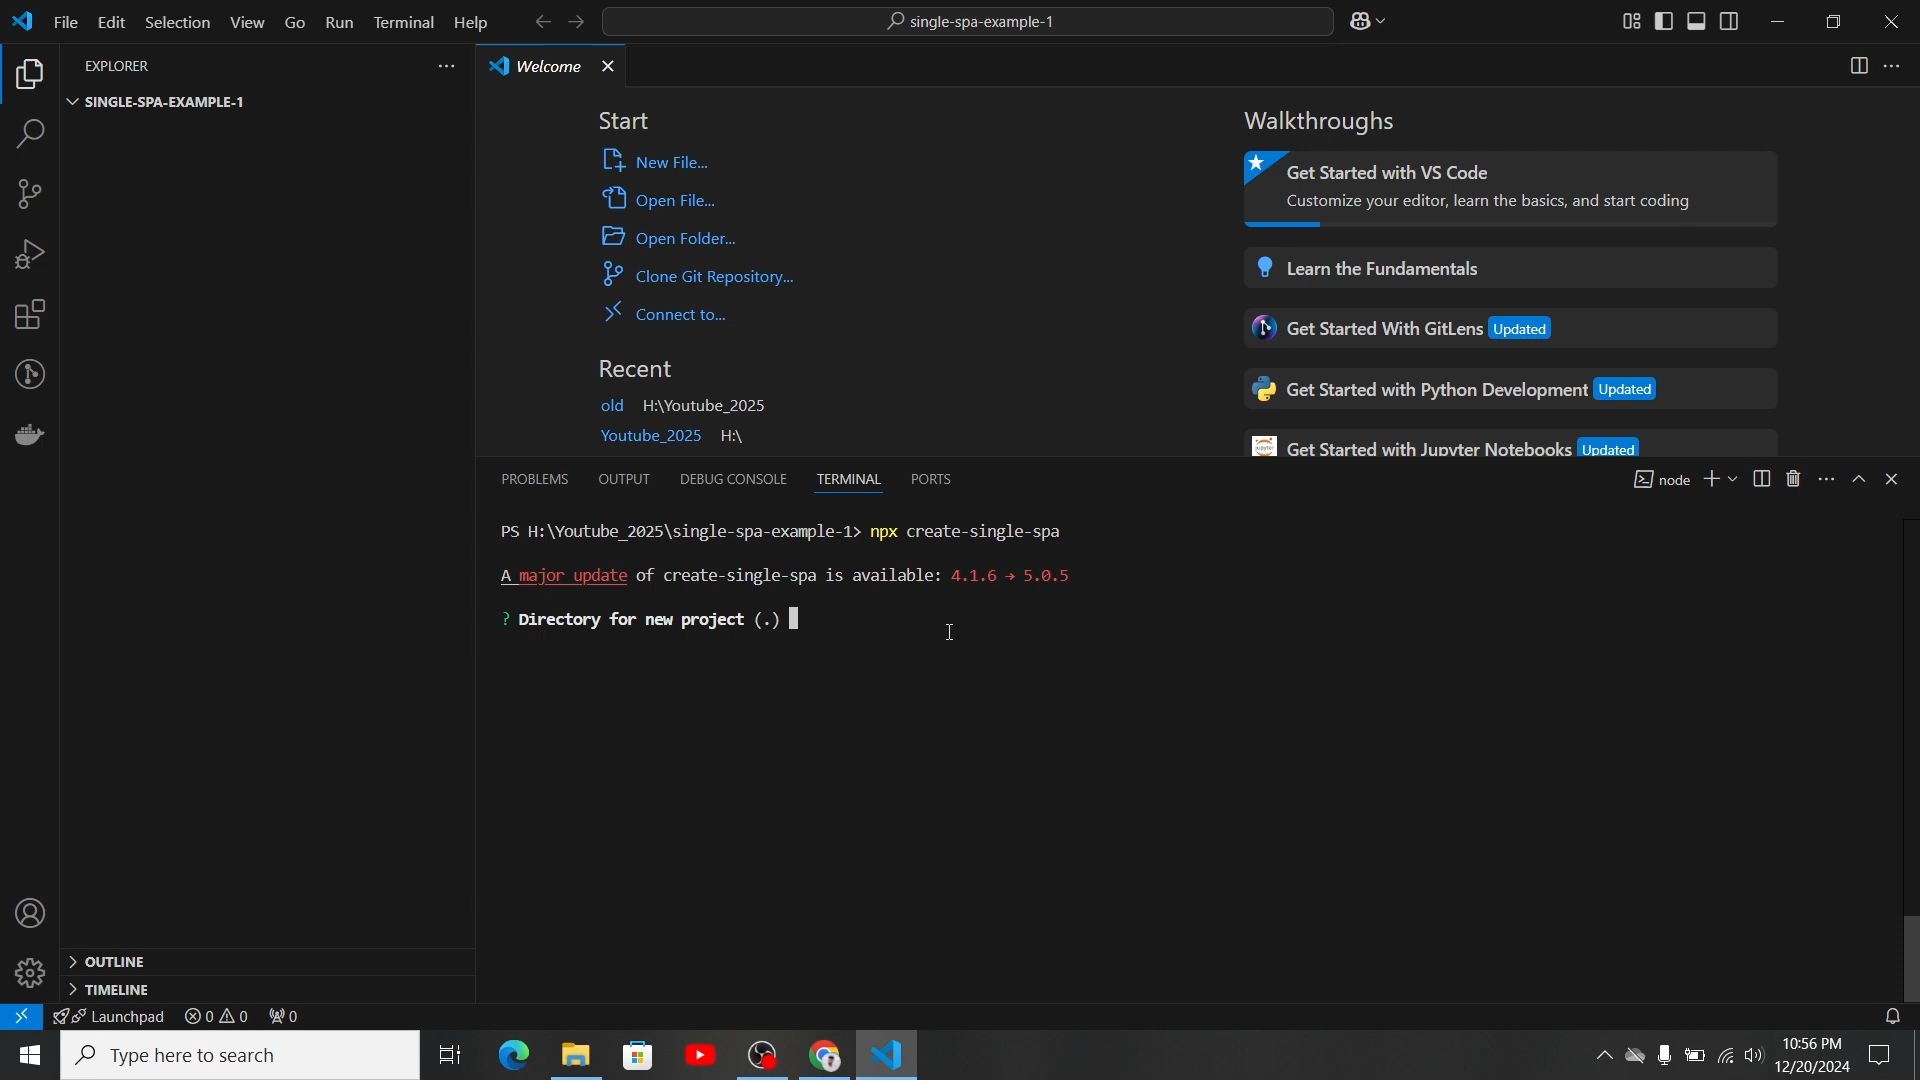 File Edit Selection View Go Run Terminal Help
single-spa-example-1
EXPLORER
Welcome
SINGLE-SPA-EXAMPLE-1
Start
New File...
Open File...
Open Folder...
Clone Git Repository...
Connect to...
Recent
old H:\Youtube_2025
Youtube_2025 H:\
Walkthroughs
Get Started with VS Code
Customize your editor, learn the basics, and start coding
Learn the Fundamentals
Get Started With GitLens Updated
Get Started with Python Development Updated
Get Started with Jupyter Notebooks Updated
PROBLEMS OUTPUT DEBUG CONSOLE TERMINAL PORTS
node
PS H:\Youtube_2025\single-spa-example-1> npx create-single-spa
A major update of create-single-spa is available: 4.1.6 → 5.0.5
? Directory for new project (.)
OUTLINE
TIMELINE
Launchpad 0 0 0
Type here to search
10:56 PM
12/20/2024